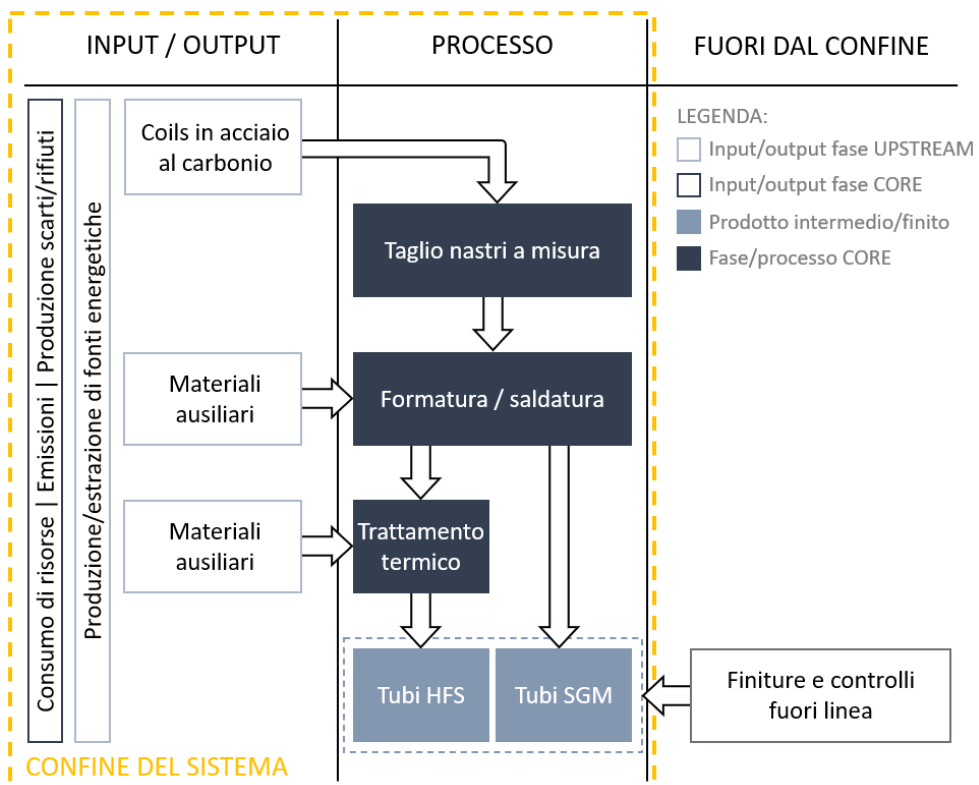 INPUT / OUTPUT
PROCESSO
FUORI DAL CONFINE
LEGENDA:
Input/output fase UPSTREAM
Input/output fase CORE
Prodotto intermedio/finito
Fase/processo CORE
Consumo di risorse | Emissioni | Produzione scarti/rifiuti
Produzione/estrazione di fonti energetiche
Coils in acciaio
al carbonio
Taglio nastri a misura
Materiali
ausiliari
Formatura / saldatura
Materiali
ausiliari
Trattamento
termico
Tubi HFS
Tubi SGM
Finiture e controlli
fuori linea
CONFINE DEL SISTEMA